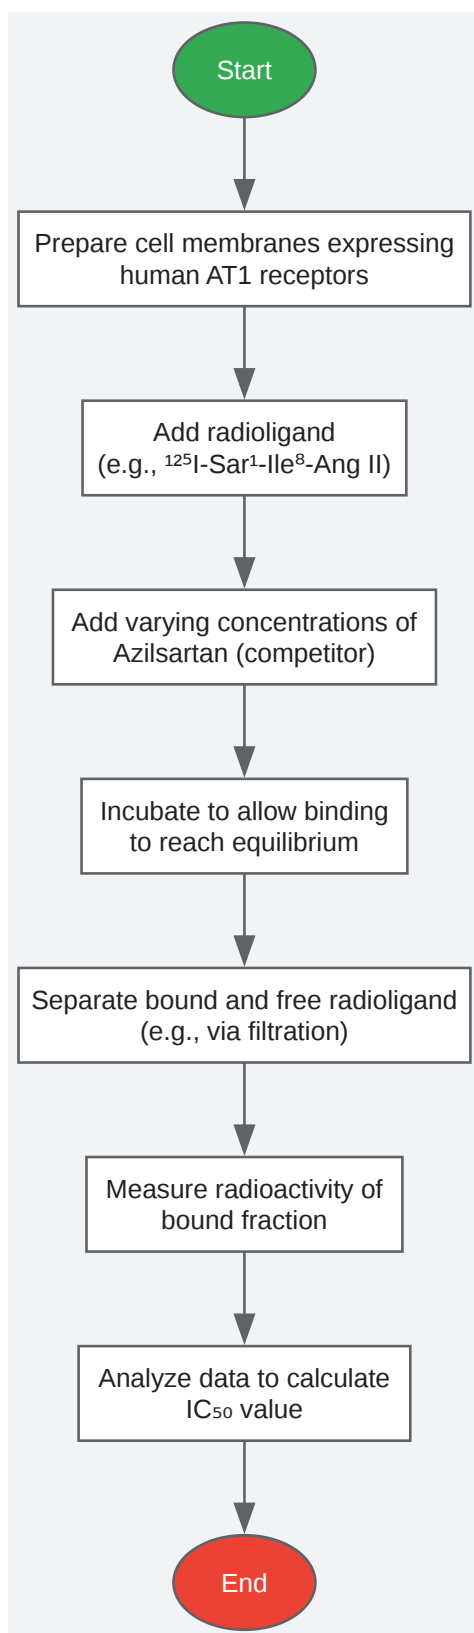 Start
Prepare cell membranes expressing
human AT1 receptors
Add radioligand
(e.g., ¹²⁵I-Sar¹-Ile⁸-Ang II)
Add varying concentrations of
Azilsartan (competitor)
Incubate to allow binding
to reach equilibrium
Separate bound and free radioligand
(e.g., via filtration)
Measure radioactivity of
bound fraction
Analyze data to calculate
IC₅₀ value
End